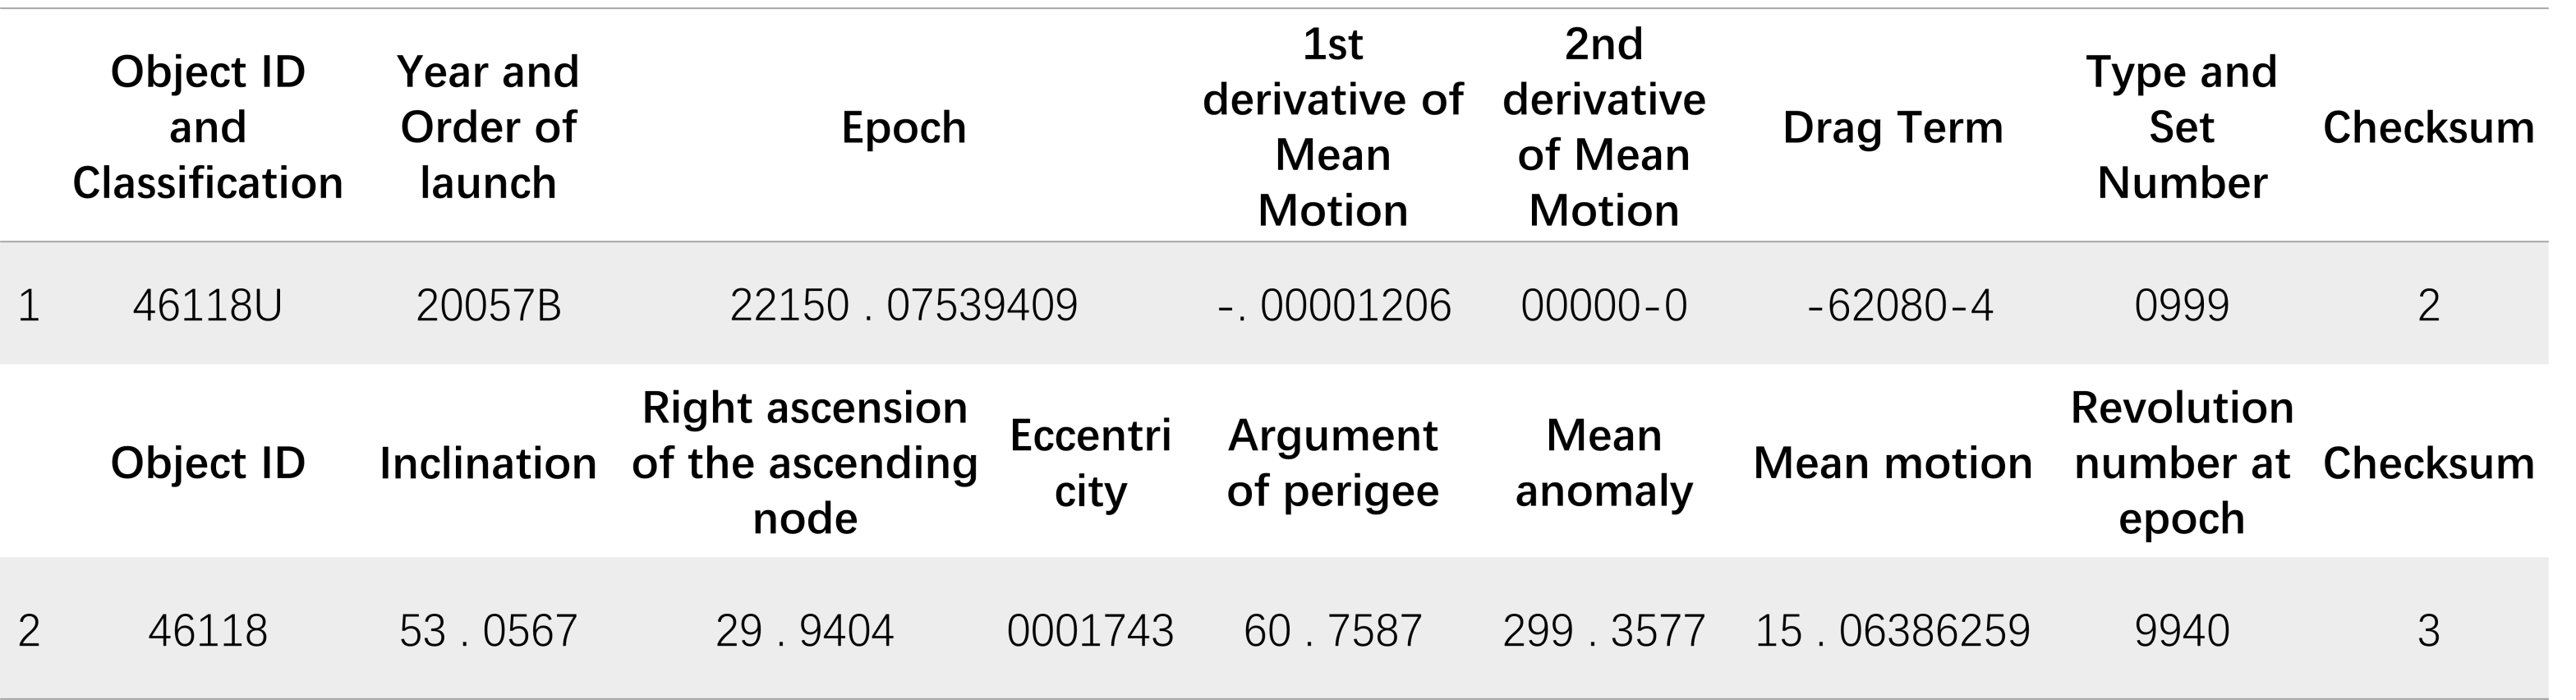 Object ID and Classification
Year and Order of launch
Epoch
1st derivative of Mean Motion
2nd derivative of Mean Motion
Drag Term
Type and Set Number
Checksum
1 46118U 20057B 22150 . 07539409 -. 00001206 00000-0 -62080-4 0999 2
Object ID
Inclination
Right ascension of the ascending node
Eccentri
city
Argument of perigee
Mean anomaly
Mean motion
Revolution number at epoch
Checksum
2 46118 53 . 0567 29 . 9404 0001743 60 . 7587 299 . 3577 15 . 06386259 9940 3